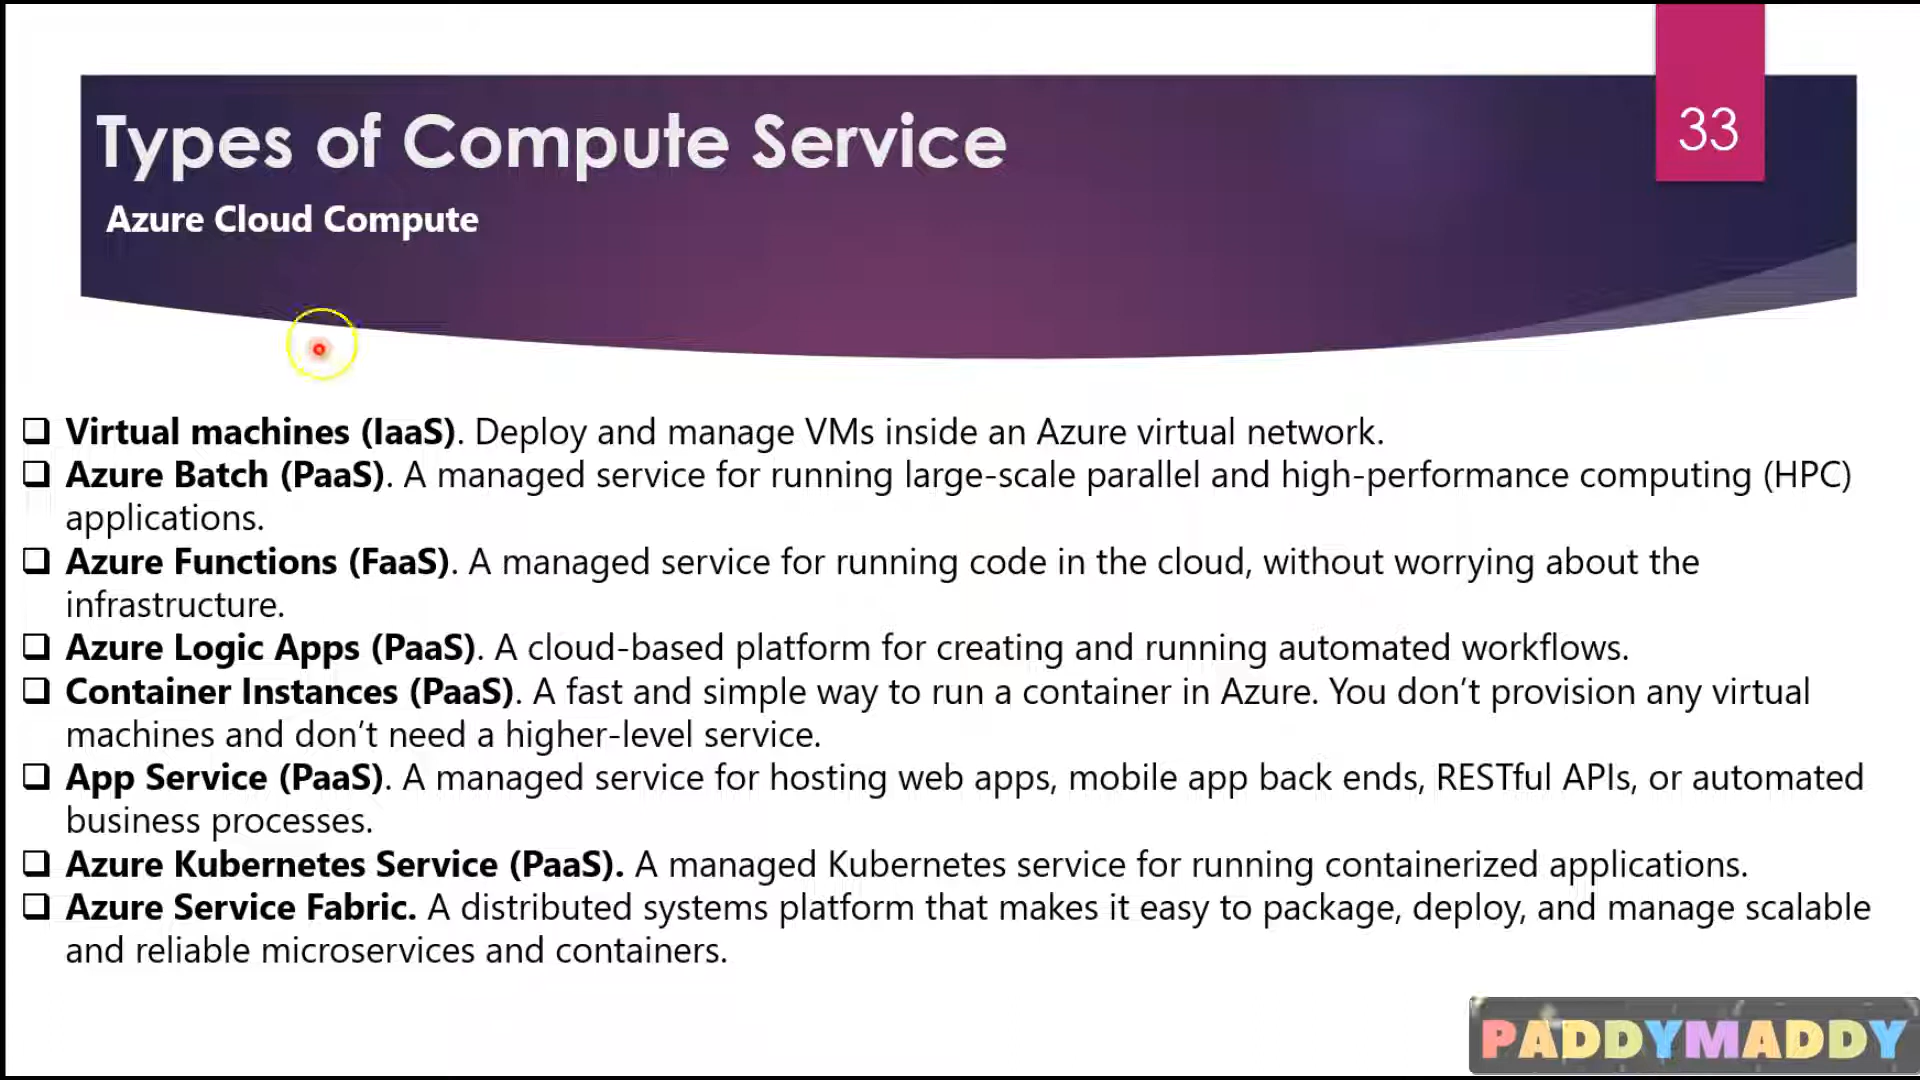 33
Types of Compute Service
Azure Cloud Compute
❑ Virtual machines (IaaS). Deploy and manage VMs inside an Azure virtual network.
❑ Azure Batch (PaaS). A managed service for running large-scale parallel and high-performance computing (HPC)
applications.
❑ Azure Functions (FaaS). A managed service for running code in the cloud, without worrying about the
infrastructure.
❑ Azure Logic Apps (PaaS). A cloud-based platform for creating and running automated workflows.
❑ Container Instances (PaaS). A fast and simple way to run a container in Azure. You don’t provision any virtual
machines and don’t need a higher-level service.
❑ App Service (PaaS). A managed service for hosting web apps, mobile app back ends, RESTful APIs, or automated
business processes.
❑ Azure Kubernetes Service (PaaS). A managed Kubernetes service for running containerized applications.
❑ Azure Service Fabric. A distributed systems platform that makes it easy to package, deploy, and manage scalable
and reliable microservices and containers.
PADDYMADDY